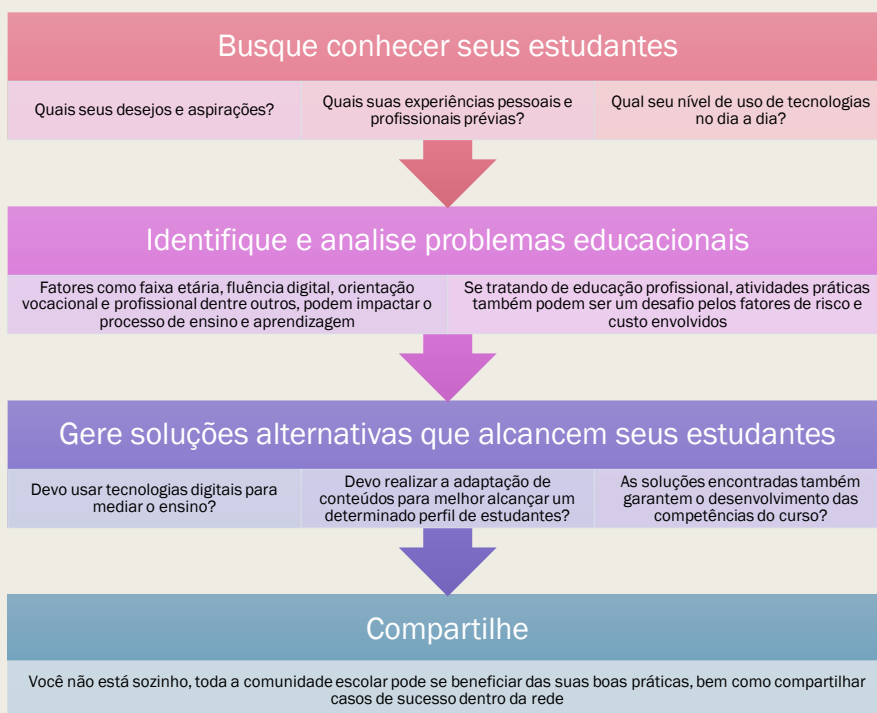 Busque conhecer seus estudantes
Quais seus desejos e aspirações?
Quais suas experiências pessoais e
profissionais prévias?
Qual seu nível de uso de tecnologias
no dia a dia?
Identifique e analise problemas educacionais
Fatores como faixa etária, fluência digital, orientação
vocacional e profissional dentre outros, podem impactar o
processo de ensino e aprendizagem
Se tratando de educação profissional, atividades práticas
também podem ser um desafio pelos fatores de risco e
custo envolvidos
Gere soluções alternativas que alcancem seus estudantes
Devo usar tecnologias digitais para
mediar o ensino?
Devo realizar a adaptação de
conteúdos para melhor alcançar um
determinado perfil de estudantes?
As soluções encontradas também
garantem o desenvolvimento das
competências do curso?
Compartilhe
Você não está sozinho, toda a comunidade escolar pode se beneficiar das suas boas práticas, bem como compartilhar
casos de sucesso dentro da rede